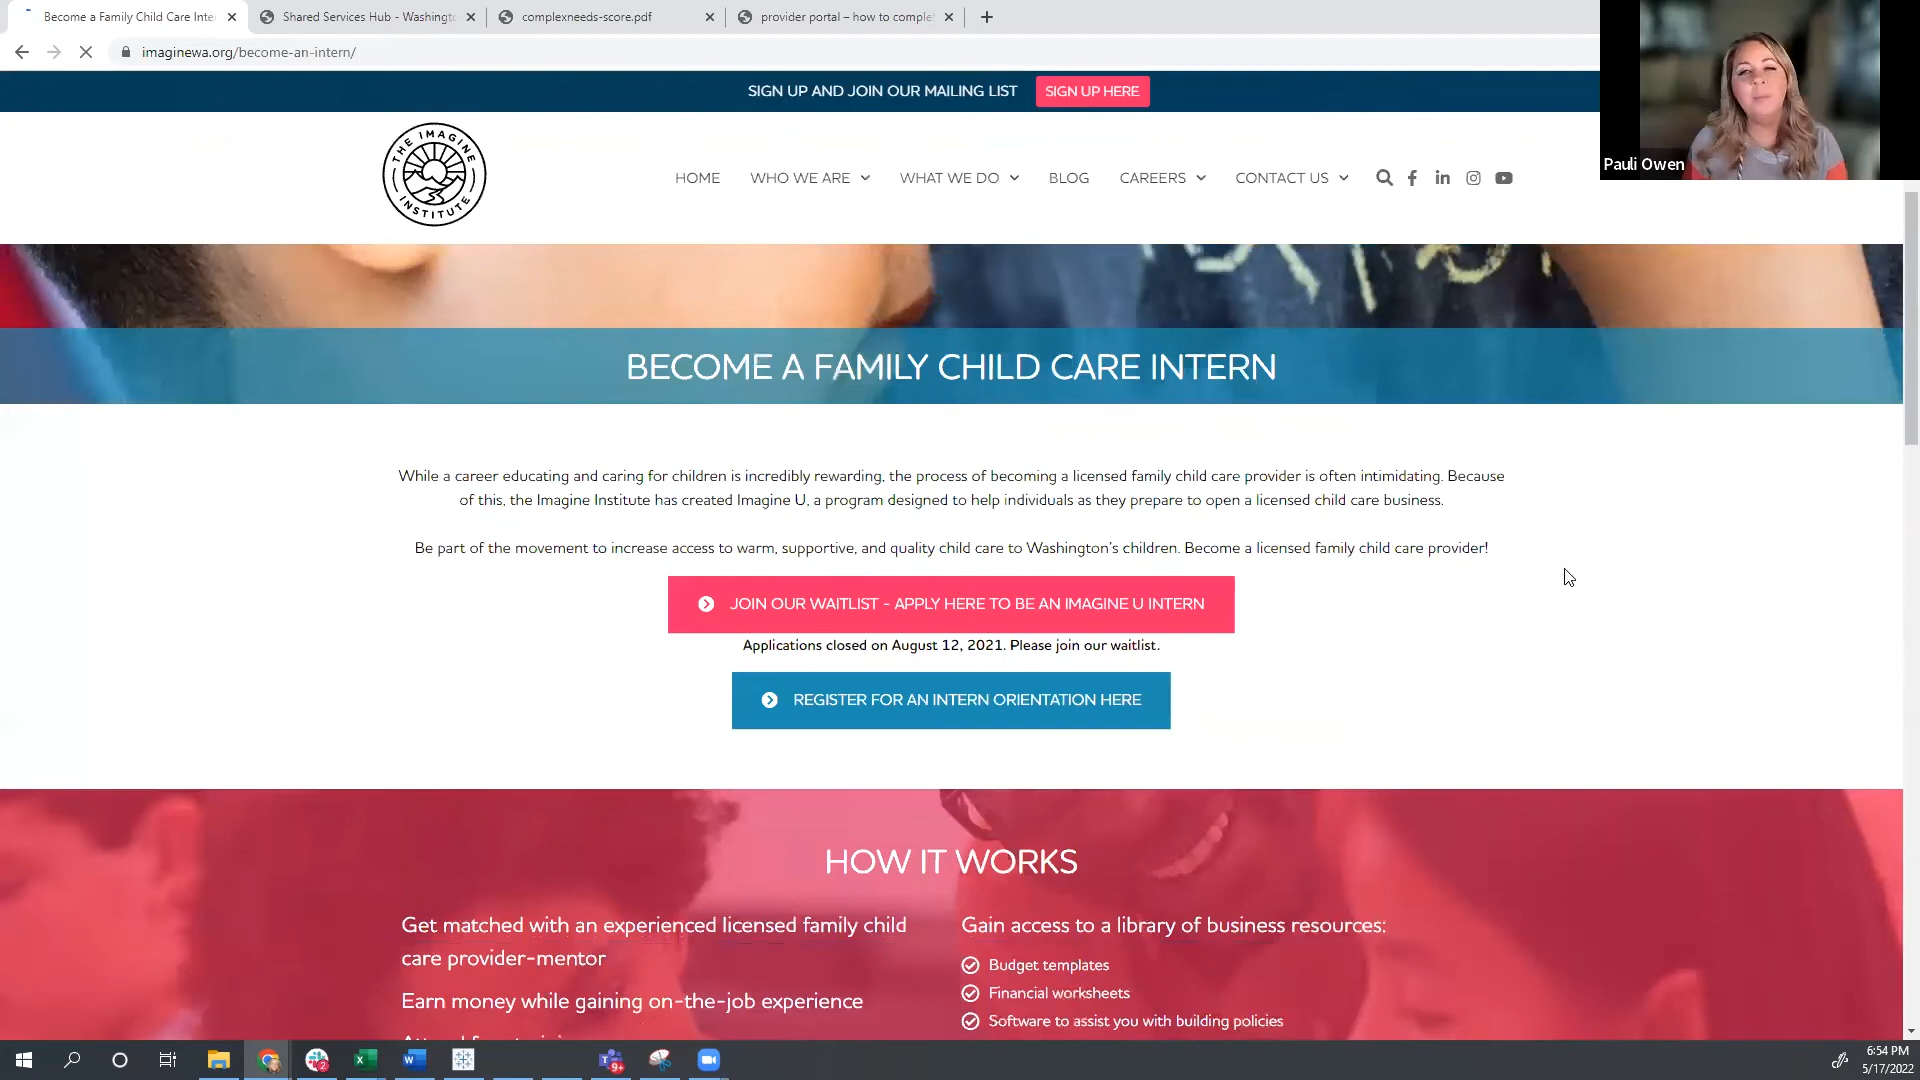 Become a Family Child Care Inte
Shared Services Hub - Washingto
complexneeds-score.pdf
provider portal – how to complet
imaginewa.org/become-an-intern/
SIGN UP AND JOIN OUR MAILING LIST
SIGN UP HERE
Pauli Owen
THE IMAGINE
INSTITUTE
HOME
WHO WE ARE
WHAT WE DO
BLOG
CAREERS
CONTACT US
BECOME A FAMILY CHILD CARE INTERN
While a career educating and caring for children is incredibly rewarding, the process of becoming a licensed family child care provider is often intimidating. Because
of this, the Imagine Institute has created Imagine U, a program designed to help individuals as they prepare to open a licensed child care business.
Be part of the movement to increase access to warm, supportive, and quality child care to Washington's children. Become a licensed family child care provider!
JOIN OUR WAITLIST - APPLY HERE TO BE AN IMAGINE U INTERN
Applications closed on August 12, 2021. Please join our waitlist.
REGISTER FOR AN INTERN ORIENTATION HERE
HOW IT WORKS
Get matched with an experienced licensed family child
care provider-mentor
Earn money while gaining on-the-job experience
Gain access to a library of business resources:
Budget templates
Financial worksheets
Software to assist you with building policies
2
9+
6:54 PM
5/17/2022